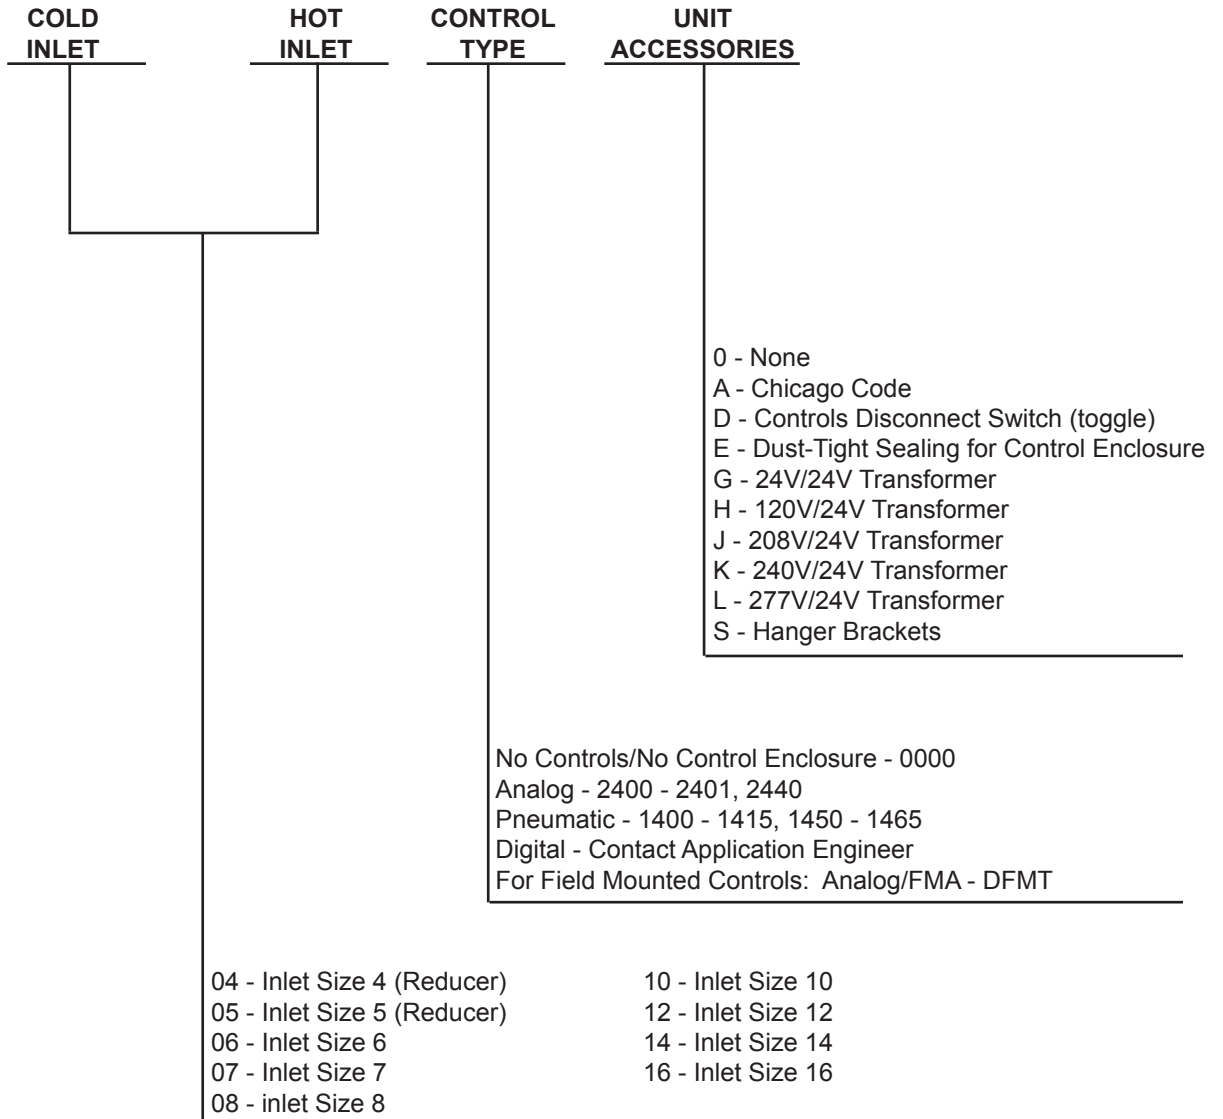 COLD INLET
HOT INLET
CONTROL TYPE
UNIT ACCESSORIES
0 - None
A - Chicago Code
D - Controls Disconnect Switch (toggle)
E - Dust-Tight Sealing for Control Enclosure
G - 24V/24V Transformer
H - 120V/24V Transformer
J - 208V/24V Transformer
K - 240V/24V Transformer
L - 277V/24V Transformer
S - Hanger Brackets
No Controls/No Control Enclosure - 0000
Analog - 2400 - 2401, 2440
Pneumatic - 1400 - 1415, 1450 - 1465
Digital - Contact Application Engineer
For Field Mounted Controls:  Analog/FMA - DFMT
04 - Inlet Size 4 (Reducer)
05 - Inlet Size 5 (Reducer)
06 - Inlet Size 6
07 - Inlet Size 7
08 - inlet Size 8
10 - Inlet Size 10
12 - Inlet Size 12
14 - Inlet Size 14
16 - Inlet Size 16